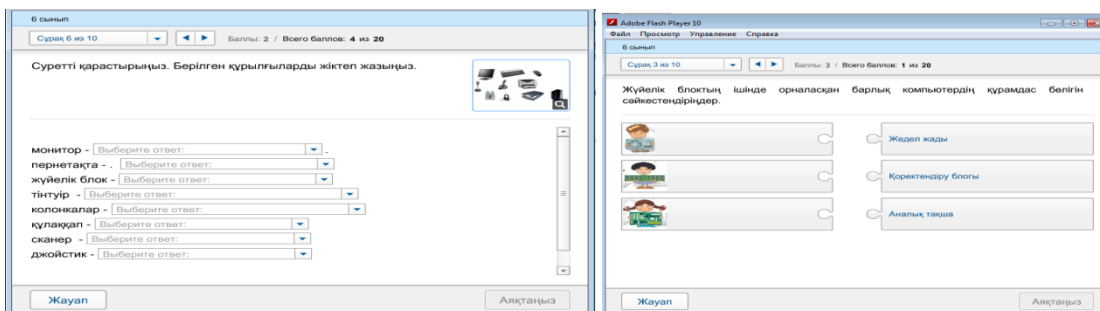 6 сынып
Сұрақ 6 из 10
Баллы: 2 / Всего баллов: 4 из 20
Суретті қарастырыңыз. Берілген құрылғыларды жіктеп жазыңыз.
монитор - Выберите ответ: .
пернетақта - . Выберите ответ:
жүйелік блок - Выберите ответ:
тінтуір - Выберите ответ:
колонкалар - Выберите ответ:
құлаққап - Выберите ответ:
сканер - Выберите ответ:
джойстик - Выберите ответ:
Жауап
Аяқтаңыз
Adobe Flash Player 10
Файл Просмотр Управление Справка
6 сынып
Сұрақ 3 из 10
Баллы: 3 / Всего баллов: 1 из 20
Жүйелік блоктың ішінде орналасқан барлық компьютердің құрамдас бөлігін
сәйкестендіріңдер.
Жедел жады
Қоректендіру блогы
Аналық тақша
Жауап
Аяқтаңыз